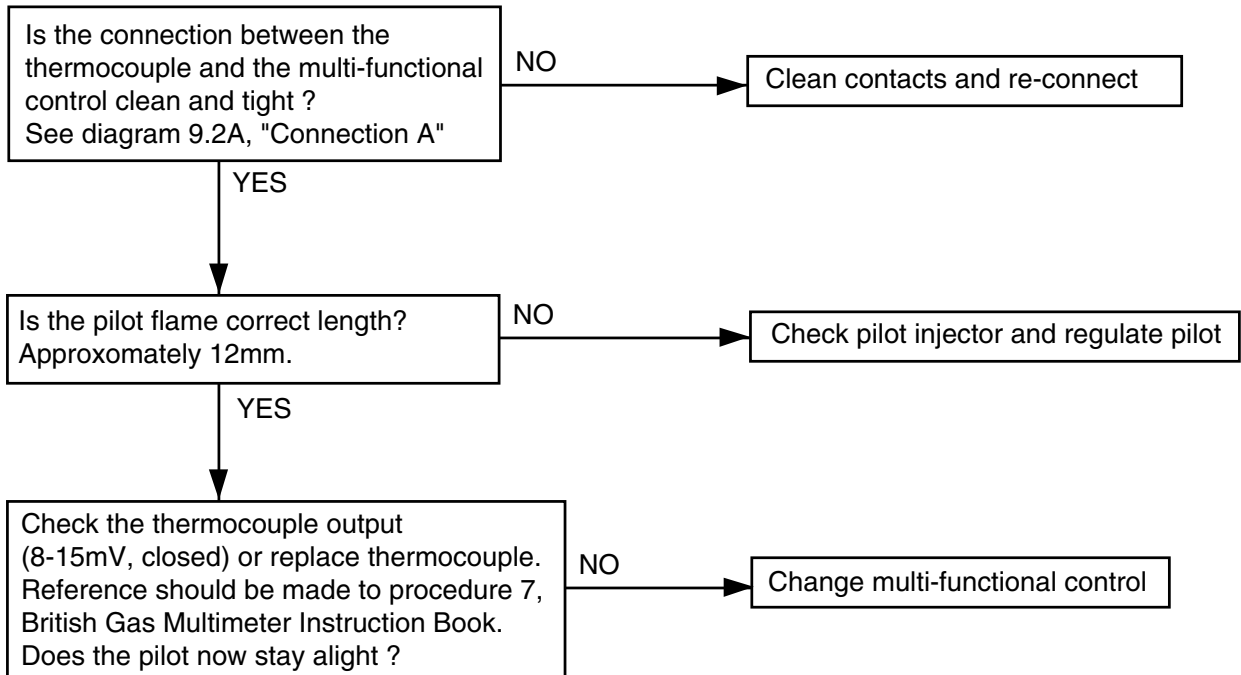 Is the connection between the
thermocouple and the multi-functional
control clean and tight ?
See diagram 9.2A, "Connection A"
NO
Clean contacts and re-connect
YES
Is the pilot flame correct length?
Approxomately 12mm.
NO
Check pilot injector and regulate pilot
YES
Check the thermocouple output
(8-15mV, closed) or replace thermocouple.
Reference should be made to procedure 7,
British Gas Multimeter Instruction Book.
Does the pilot now stay alight ?
NO
Change multi-functional control